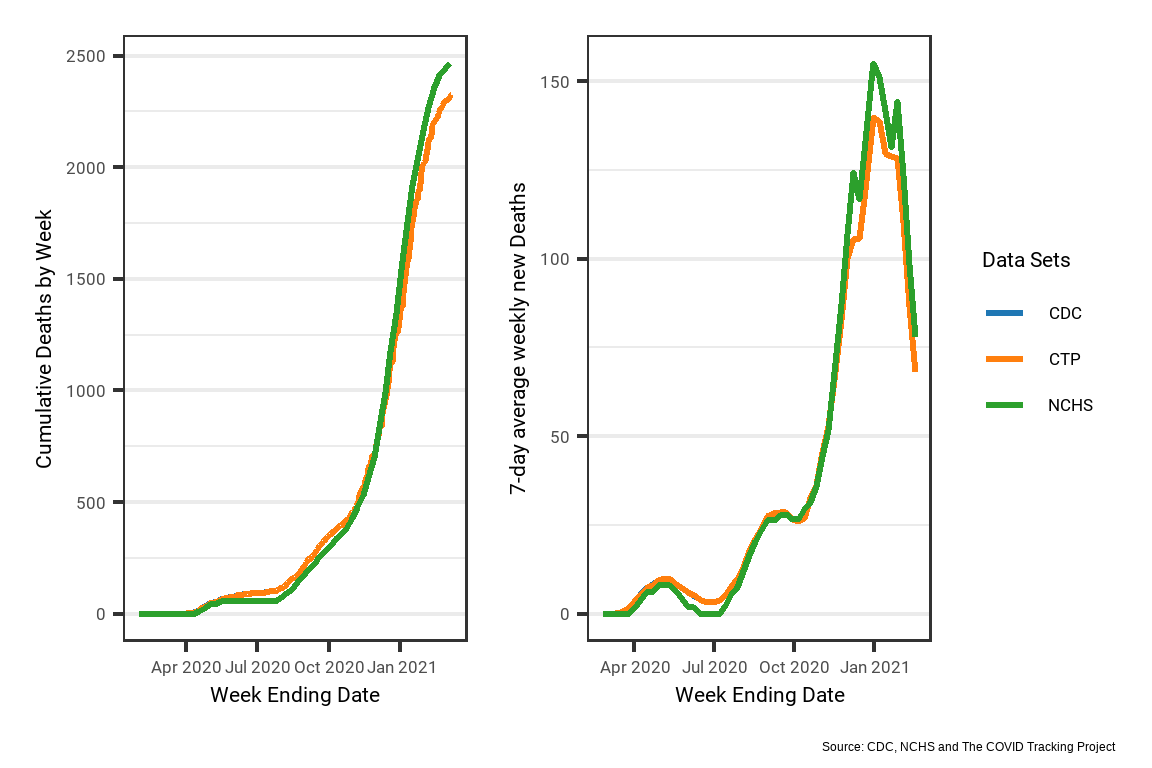 Cumulative Deaths by Week
2500
2000
1500
1000
500
0
Apr 2020 Jul 2020 Oct 2020 Jan 2021
Week Ending Date
7-day average weekly new Deaths
150
100
50
0
Apr 2020 Jul 2020 Oct 2020 Jan 2021
Week Ending Date
Data Sets
CDC
CTP
NCHS
Source: CDC, NCHS and The COVID Tracking Project